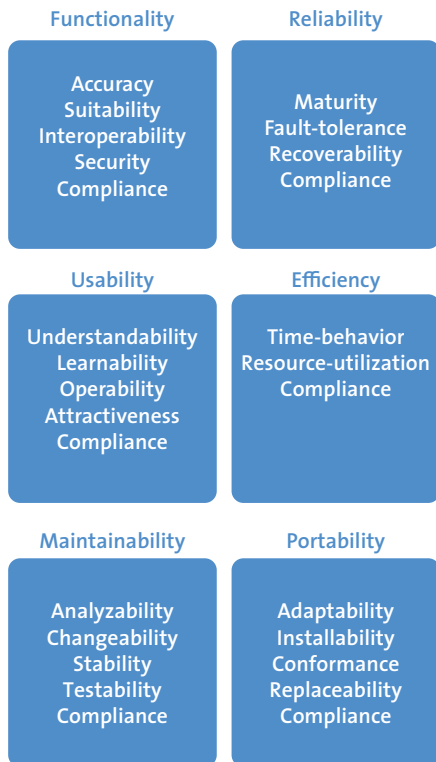 Functionality
Accuracy
Suitability
Interoperability
Security
Compliance
Reliability
Maturity
Fault-tolerance
Recoverability
Compliance
Usability
Understandability
Learnability
Operability
Attractiveness
Compliance
Efficiency
Time-behavior
Resource-utilization
Compliance
Maintainability
Analyzability
Changeability
Stability
Testability
Compliance
Portability
Adaptability
Installability
Conformance
Replaceability
Compliance